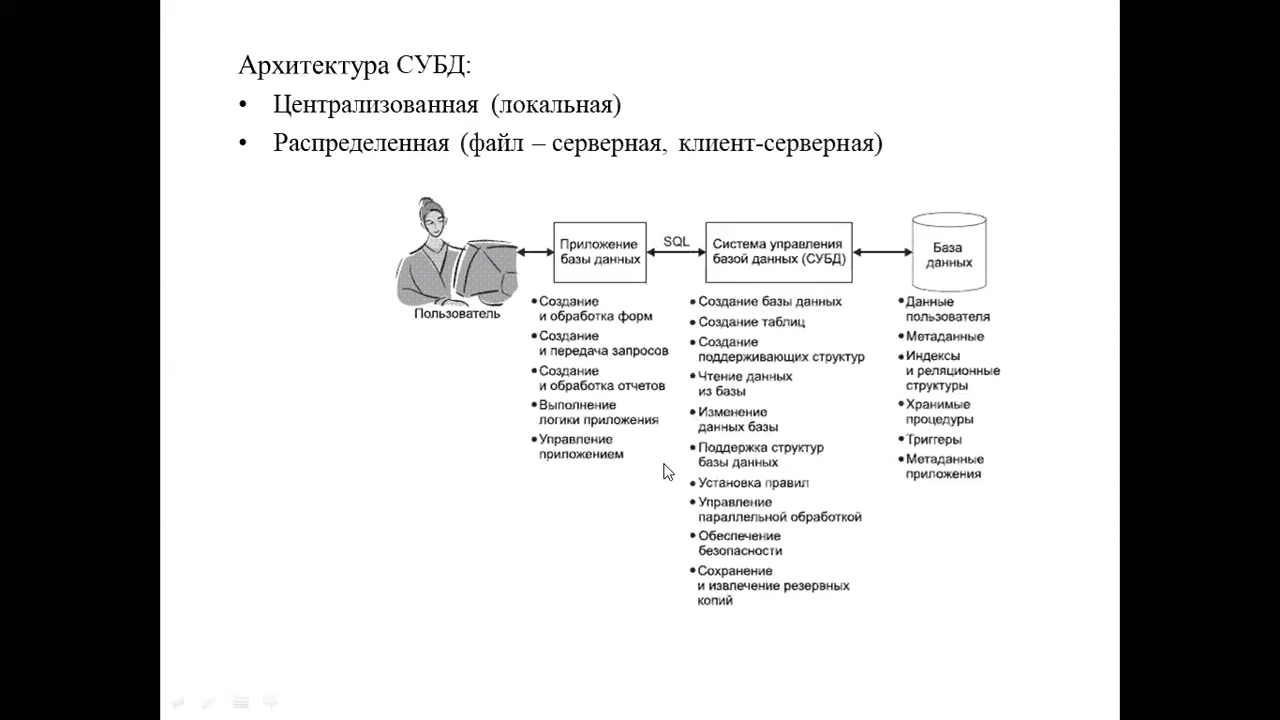 Архитектура СУБД:
• Централизованная (локальная)
• Распределенная (файл – серверная, клиент-серверная)
Пользователь
Приложение
базы данных
SQL
Система управления
базой данных (СУБД)
База
данных
• Создание
и обработка форм
• Создание
и передача запросов
• Создание
и обработка отчетов
• Выполнение
логики приложения
• Управление
приложением
• Создание базы данных
• Создание таблиц
• Создание
поддерживающих структур
• Чтение данных
из базы
• Изменение
данных базы
• Поддержка структур
базы данных
• Установка правил
• Управление
параллельной обработкой
• Обеспечение
безопасности
• Сохранение
и извлечение резервных
копий
• Данные
пользователя
• Метаданные
• Индексы
и реляционные
структуры
• Хранимые
процедуры
• Триггеры
• Метаданные
приложения